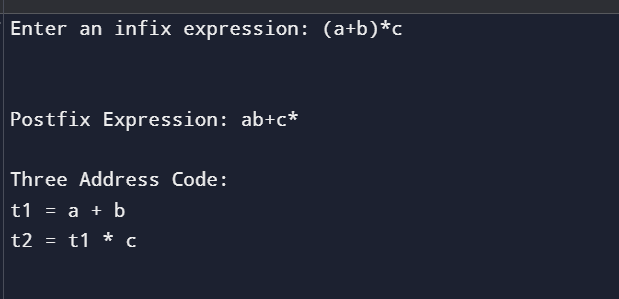 Enter an infix expression: (a+b)*c
Postfix Expression: ab+c*
Three Address Code:
t1 = a + b
t2 = t1 * c